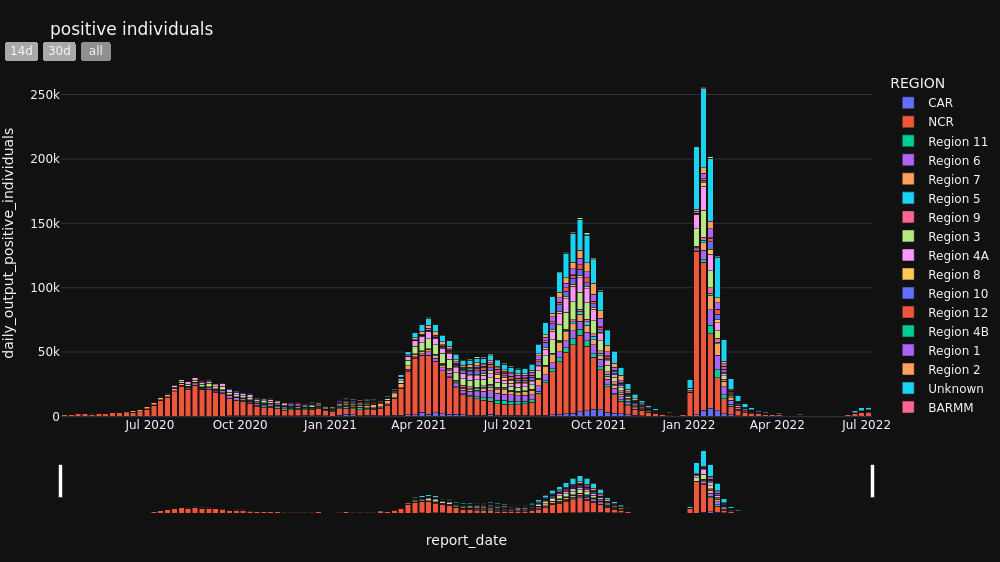 positive individuals
14d 30d all
REGION
CAR
NCR
Region 11
Region 6
Region 7
Region 5
Region 9
Region 3
Region 4A
Region 8
Region 10
Region 12
Region 4B
Region 1
Region 2
Unknown
BARMM
daily_output_positive_individuals
250k
200k
150k
100k
50k
0
Jul 2020 Oct 2020 Jan 2021 Apr 2021 Jul 2021 Oct 2021 Jan 2022 Apr 2022 Jul 2022
report_date